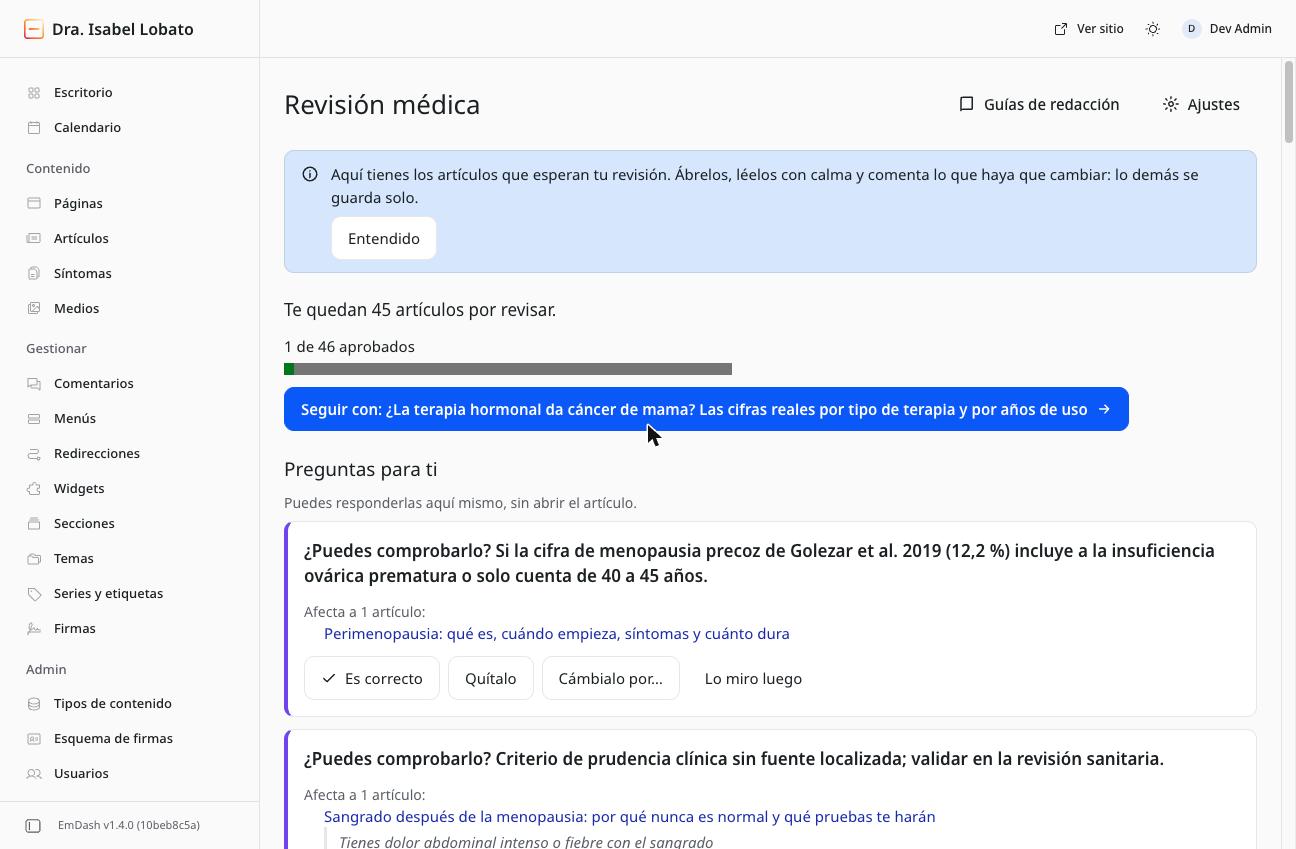 Dra. Isabel Lobato
Ver sitio
D
Dev Admin
Escritorio
Calendario
Contenido
Páginas
Artículos
Síntomas
Medios
Gestionar
Comentarios
Menús
Redirecciones
Widgets
Secciones
Temas
Series y etiquetas
Firmas
Admin
Tipos de contenido
Esquema de firmas
Usuarios
EmDash v1.4.0 (10beb8c5a)
Revisión médica
Guías de redacción
Ajustes
Aquí tienes los artículos que esperan tu revisión. Ábrelos, léelos con calma y comenta lo que haya que cambiar: lo demás se
guarda solo.
Entendido
Te quedan 45 artículos por revisar.
1 de 46 aprobados
Seguir con: ¿La terapia hormonal da cáncer de mama? Las cifras reales por tipo de terapia y por años de uso →
Preguntas para ti
Puedes responderlas aquí mismo, sin abrir el artículo.
¿Puedes comprobarlo? Si la cifra de menopausia precoz de Golezar et al. 2019 (12,2 %) incluye a la insuficiencia
ovárica prematura o solo cuenta de 40 a 45 años.
Afecta a 1 artículo:
Perimenopausia: qué es, cuándo empieza, síntomas y cuánto dura
Es correcto
Quítalo
Cámbialo por...
Lo miro luego
¿Puedes comprobarlo? Criterio de prudencia clínica sin fuente localizada; validar en la revisión sanitaria.
Afecta a 1 artículo:
Sangrado después de la menopausia: por qué nunca es normal y qué pruebas te harán
Tienes dolor abdominal intenso o fiebre con el sangrado